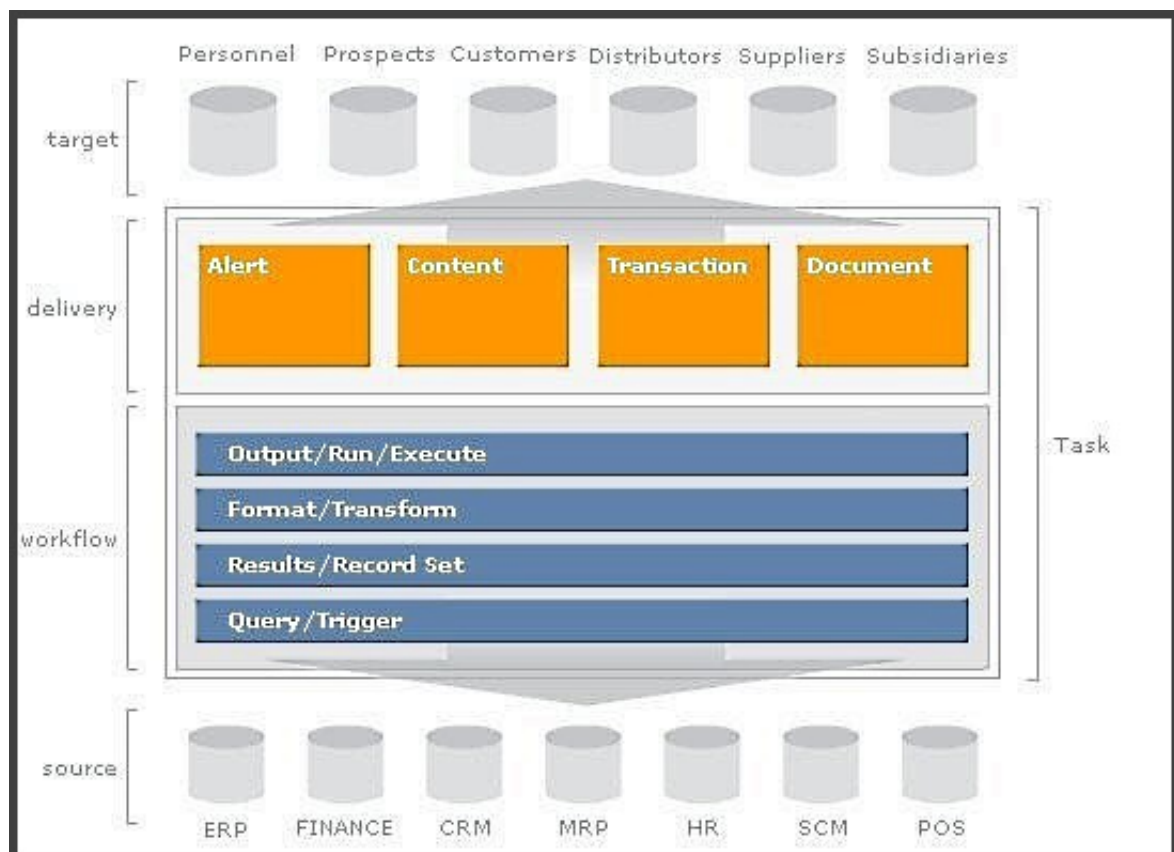 Personnel Prospects Customers Distributors Suppliers Subsidiaries
target
delivery
Alert Content Transaction Document
Task
workflow
Output/Run/Execute
Format/Transform
Results/Record Set
Query/Trigger
source
ERP FINANCE CRM MRP HR SCM POS